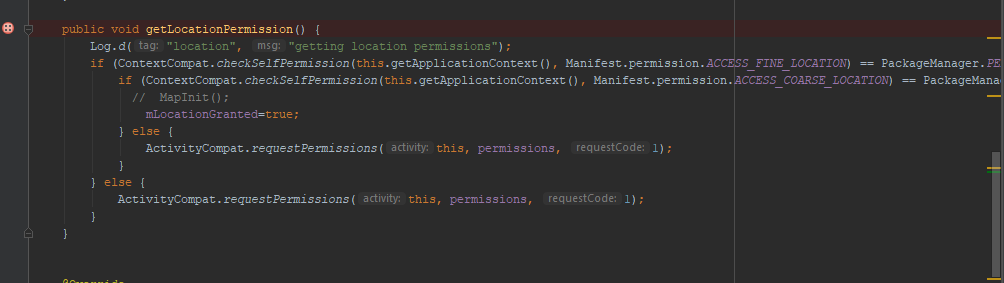 public void getLocationPermission() {
Log.d( tag: "location", msg: "getting location permissions");
if (ContextCompat.checkSelfPermission(this.getApplicationContext(), Manifest.permission.ACCESS_FINE_LOCATION) == PackageManager.PE
if (ContextCompat.checkSelfPermission(this.getApplicationContext(), Manifest.permission.ACCESS_COARSE_LOCATION) == PackageMana
// MapInit();
mLocationGranted=true;
} else {
ActivityCompat.requestPermissions( activity: this, permissions, requestCode: 1);
}
} else {
ActivityCompat.requestPermissions( activity: this, permissions, requestCode: 1);
}
}
@Override